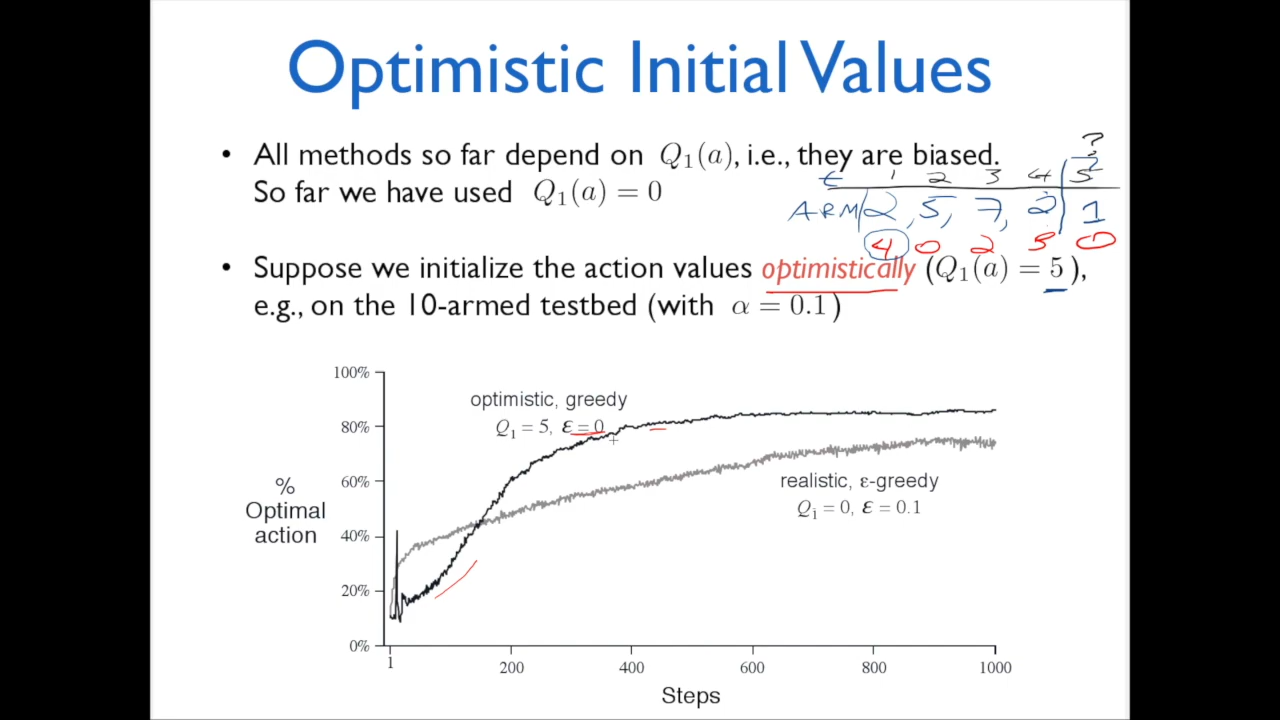 Optimistic Initial Values
• All methods so far depend on Q₁(a), i.e., they are biased.
So far we have used Q₁(a) = 0
?
t 1 2 3 4 5
ARM 2, 5, 7, 2 1
4 0 2 3 0
• Suppose we initialize the action values optimistically (Q₁(a) = 5),
e.g., on the 10-armed testbed (with α = 0.1)
100%
80%
60%
40%
20%
0%
% 
Optimal
action
optimistic, greedy
Q₁ = 5, ε = 0
realistic, ε-greedy
Q₁ = 0, ε = 0.1
1 200 400 600 800 1000
Steps